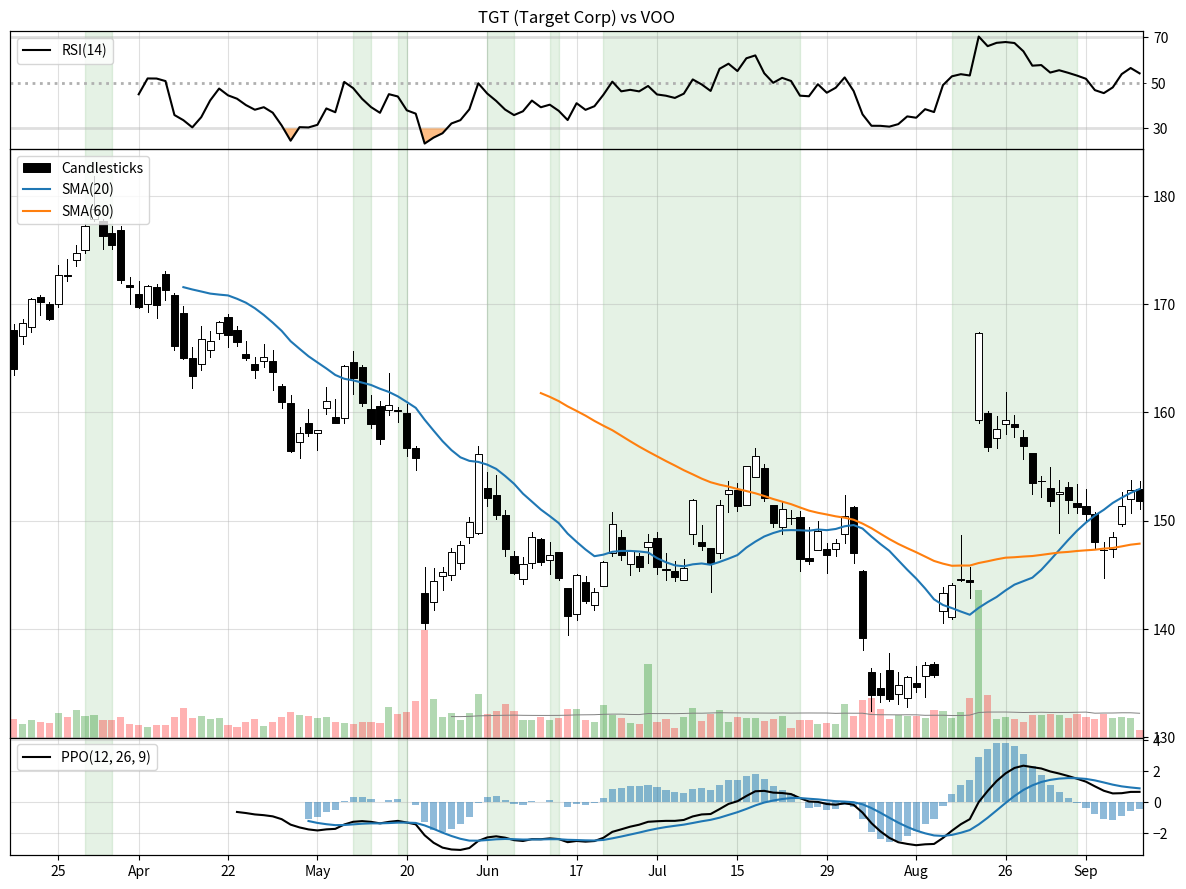 TGT (Target Corp) vs VOO
RSI(14)
70
50
30
Candlesticks
SMA(20)
SMA(60)
180
170
160
150
140
130
PPO(12, 26, 9)
4
2
0
−2
25 Apr 22 May 20 Jun 17 Jul 15 29 Aug 26 Sep